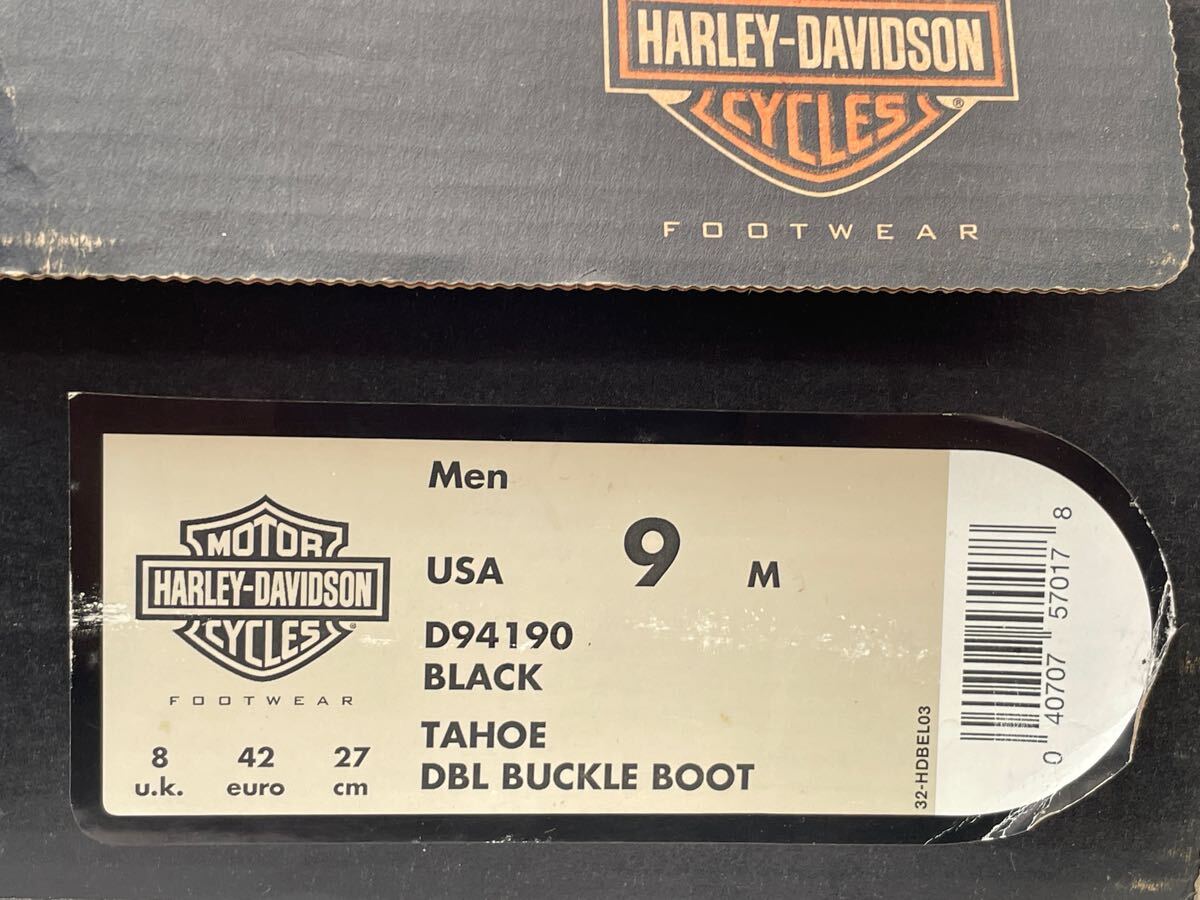 HARLEY-DAVIDSON
CYCLES®
FOOTWEAR
Men
USA 9 M
D94190
BLACK
TAHOE
DBL BUCKLE BOOT
MOTOR
HARLEY-DAVIDSON
CYCLES®
FOOTWEAR
8 42 27
u.k. euro cm
32-HDBEL03
0 40707 57017 8